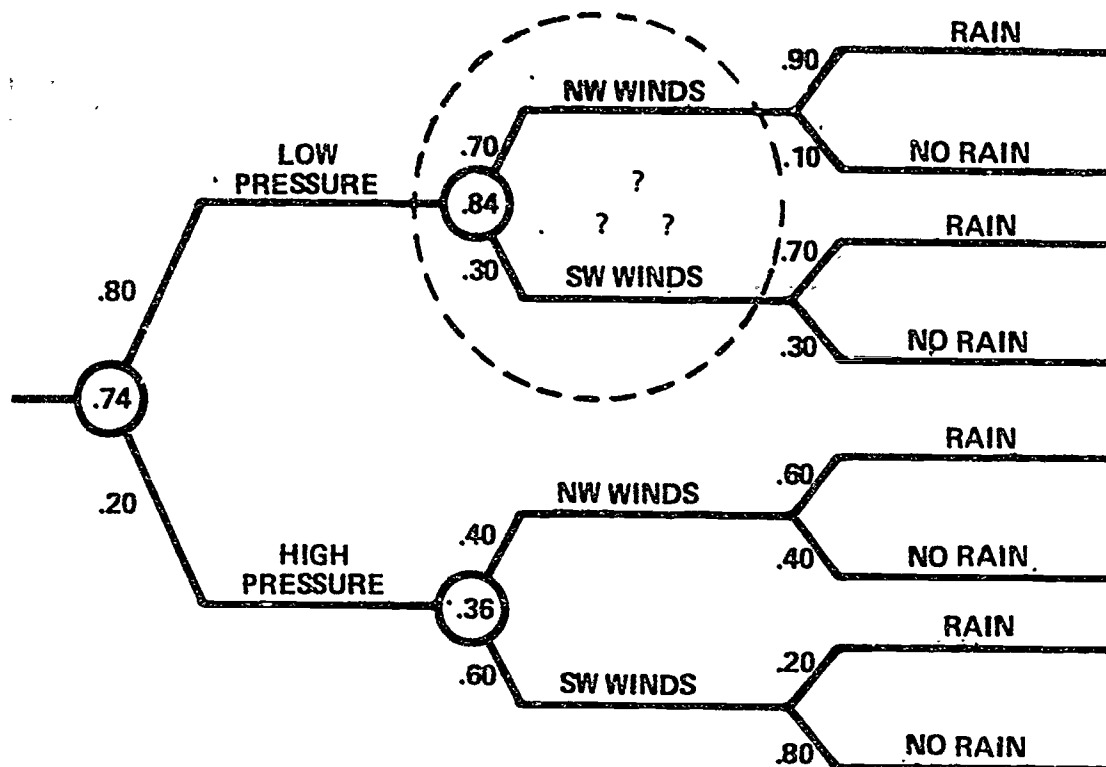 RAIN
.90
NW WINDS
.70
.10
NO RAIN
LOW
PRESSURE
?
.84
? ?
RAIN
.70
.30
SW WINDS
.80
.30
NO RAIN
.74
RAIN
.60
NW WINDS
.20
.40
.40
NO RAIN
HIGH
PRESSURE
.36
RAIN
.20
.60
SW WINDS
.80
NO RAIN